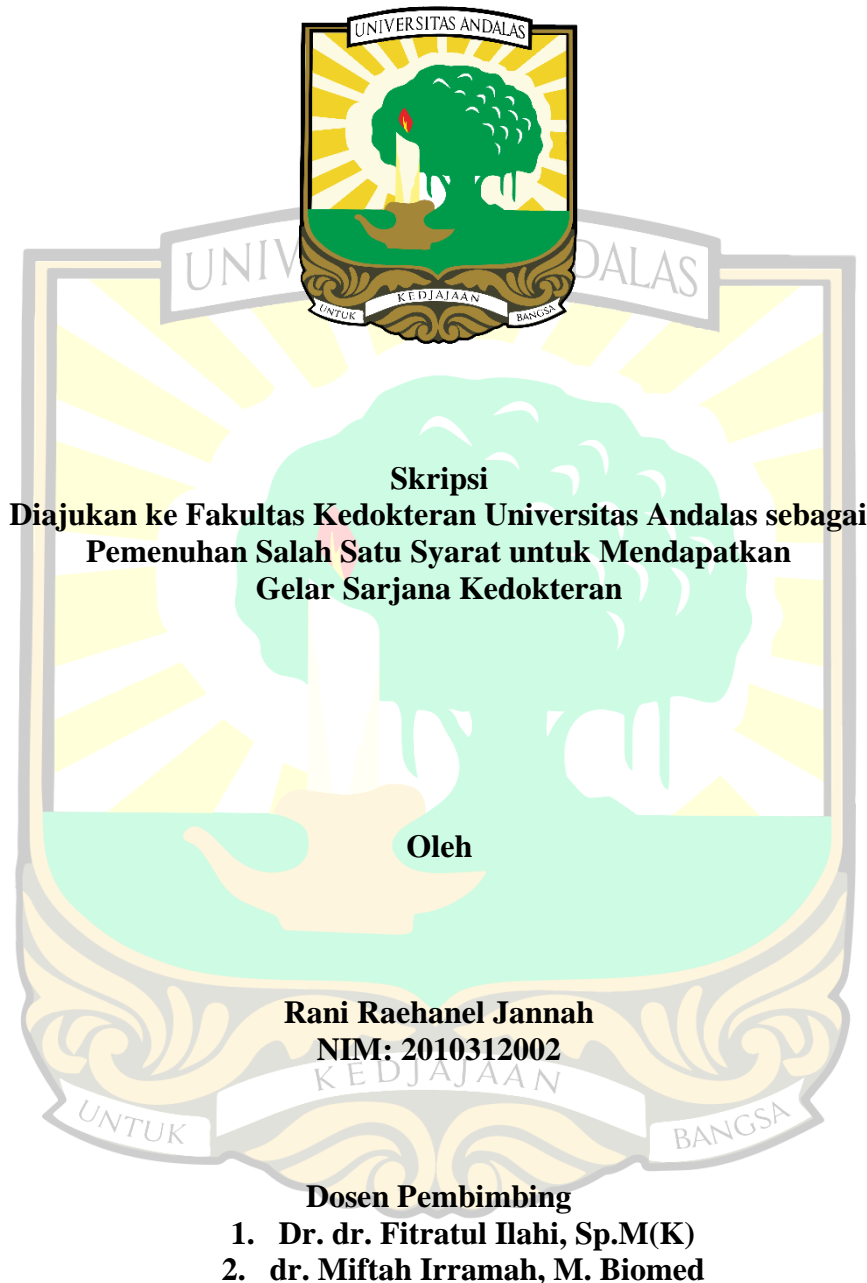 UNIVERSITAS ANDALAS
UNTUK KEDJAJAAN BANGSA
Skripsi
Diajukan ke Fakultas Kedokteran Universitas Andalas sebagai
Pemenuhan Salah Satu Syarat untuk Mendapatkan
Gelar Sarjana Kedokteran
Oleh
Rani Raehanel Jannah
NIM: 2010312002
KEDJAJAAN
UNTUK BANGSA
Dosen Pembimbing
1. Dr. dr. Fitratul Ilahi, Sp.M(K)
2. dr. Miftah Irramah, M. Biomed